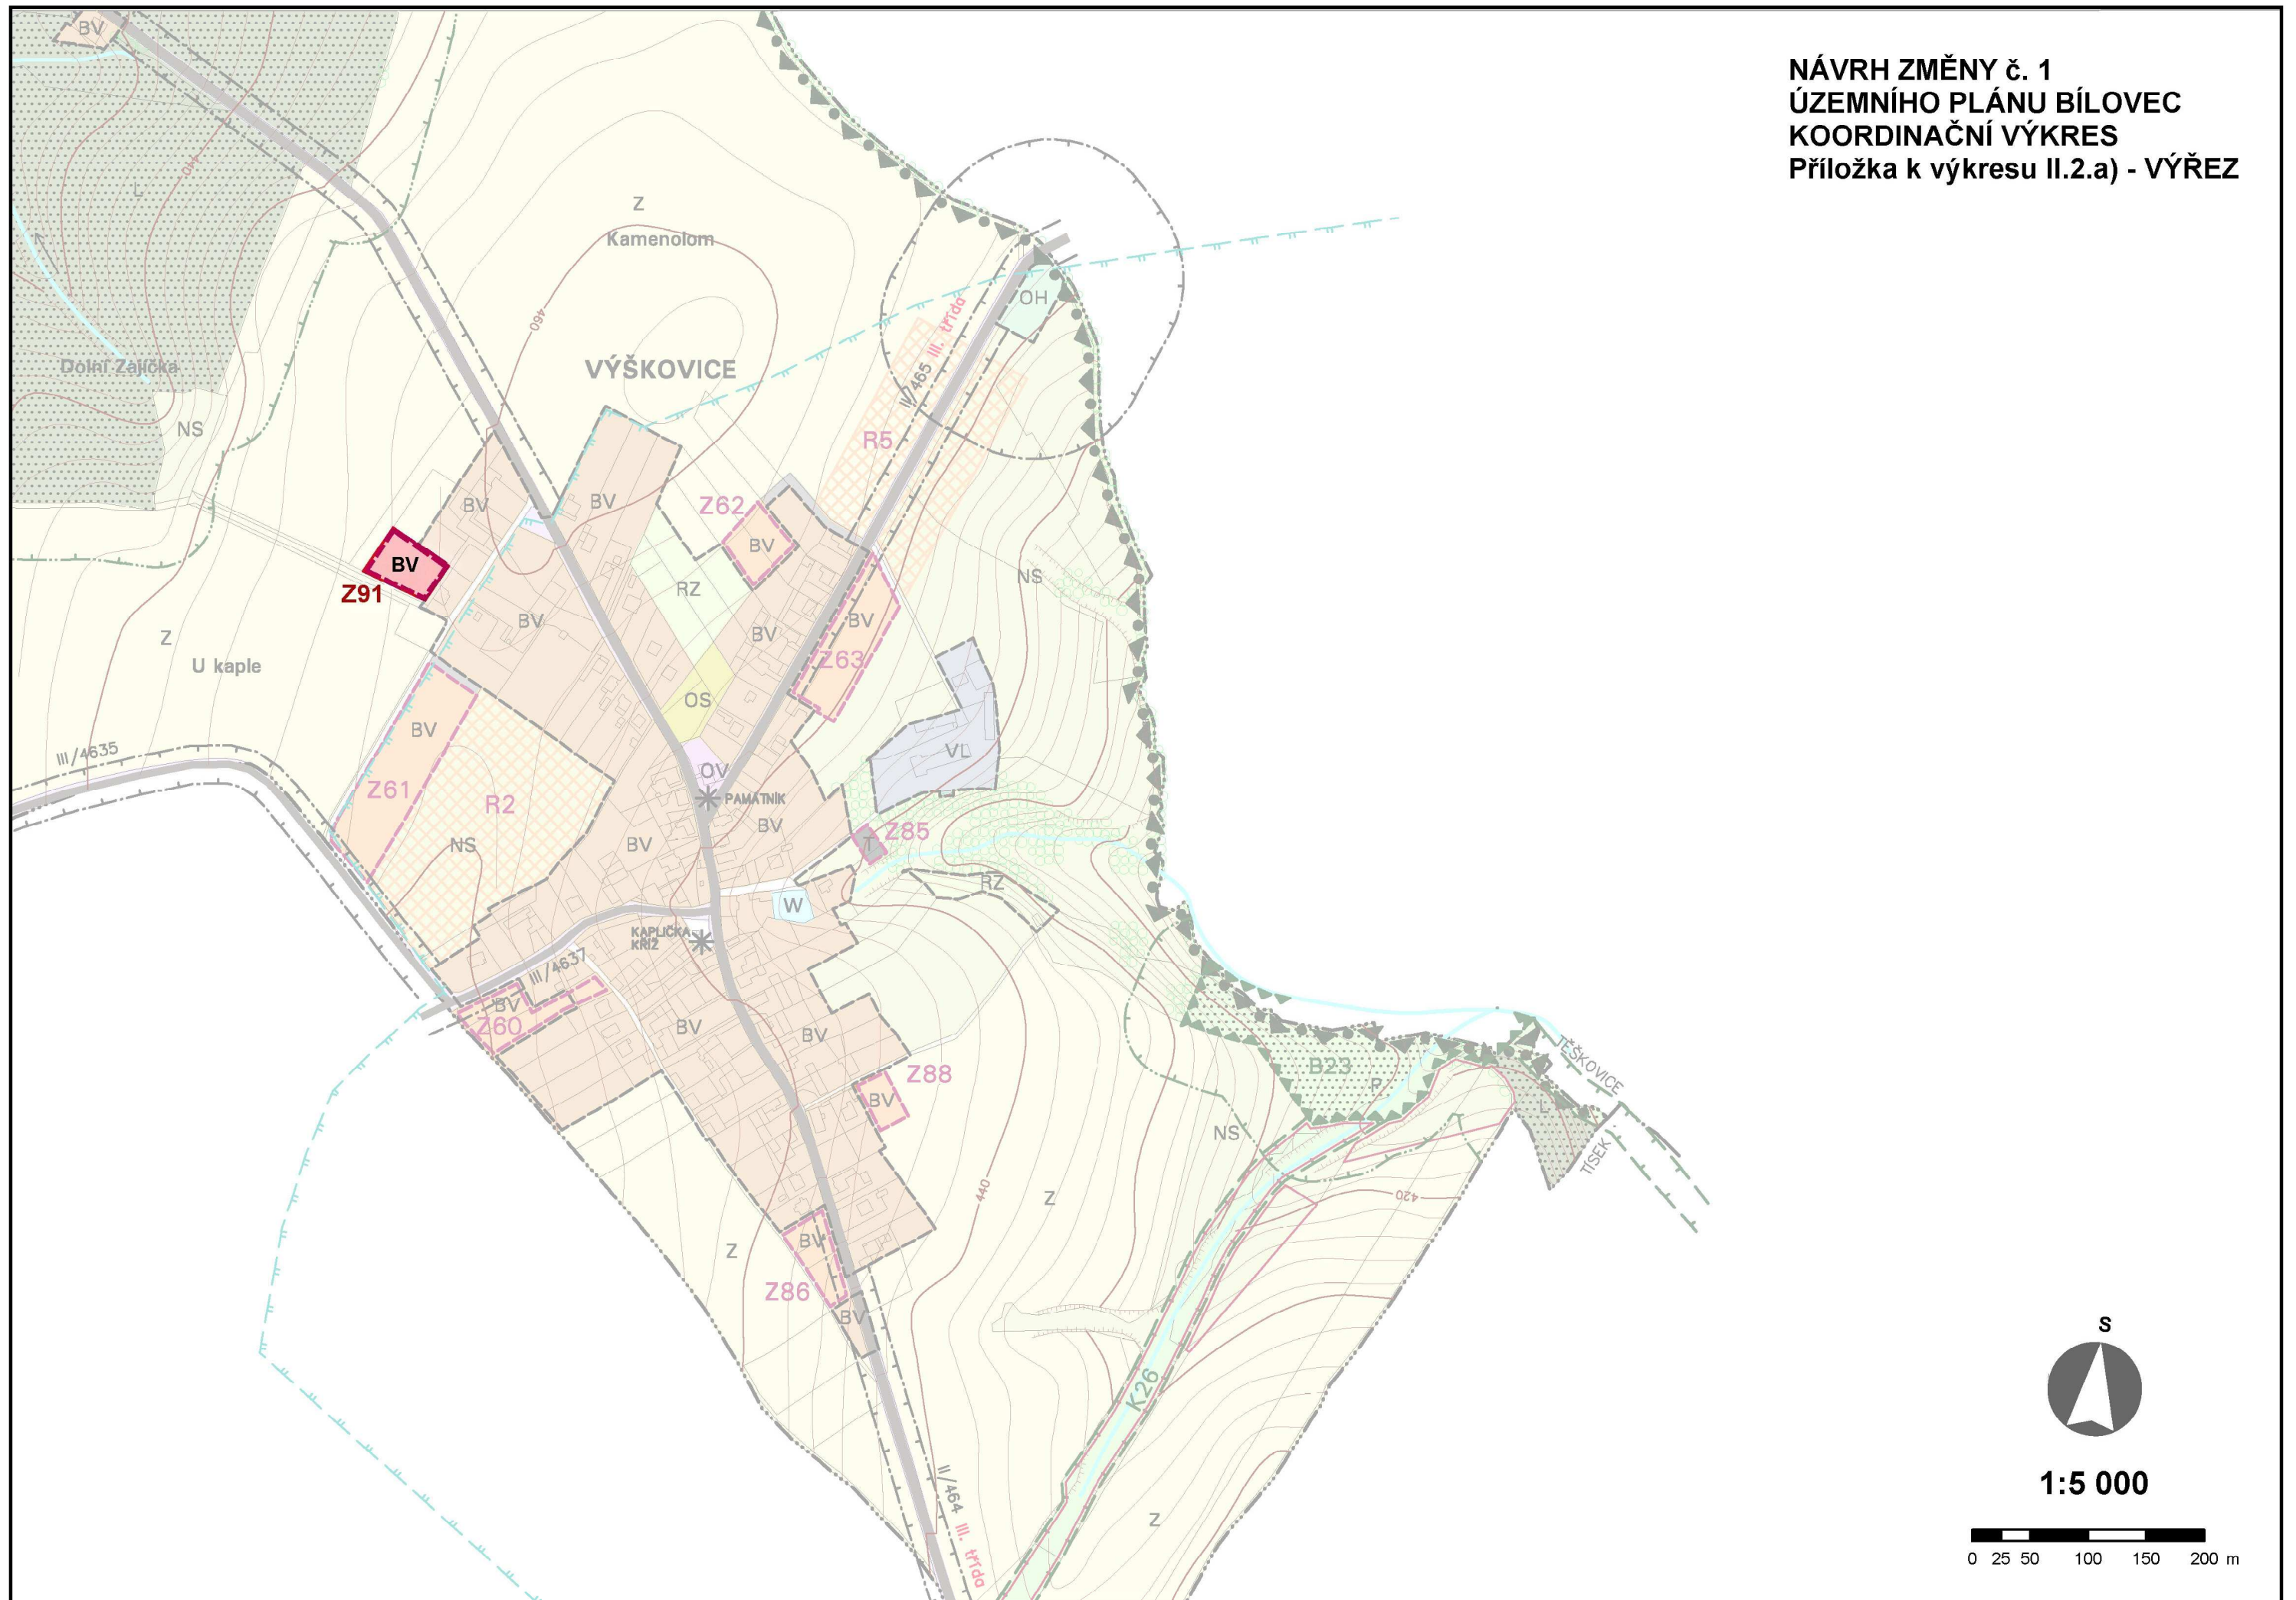 NÁVRH ZMĚNY č. 1
ÚZEMNÍHO PLÁNU BÍLOVEC
KOORDINAČNÍ VÝKRES
Příložka k výkresu II.2.a) - VÝŘEZ
BV
440
L
Z
Kamenolom
460
OH
III. třída
II/465
Dolní Zajíčka
VÝŠKOVICE
NS
R5
BV
BV
Z62
BV
BV
Z91
NS
RZ
BV
BV
BV
Z63
Z
U kaple
OS
BV
VL
III/4635
OV
Z61
R2
PAMÁTNÍK
BV
Z85
T
NS
BV
RZ
W
KAPLIČKA
KŘÍŽ
III/4637
BV
Z60
BV
BV
TĚŠKOVICE
B23
P
Z88
BV
L
NS
TÍSEK
440
Z
420
BV
Z
Z86
BV
S
K26
1:5 000
II/464
III. třída
Z
0 25 50 100 150 200 m